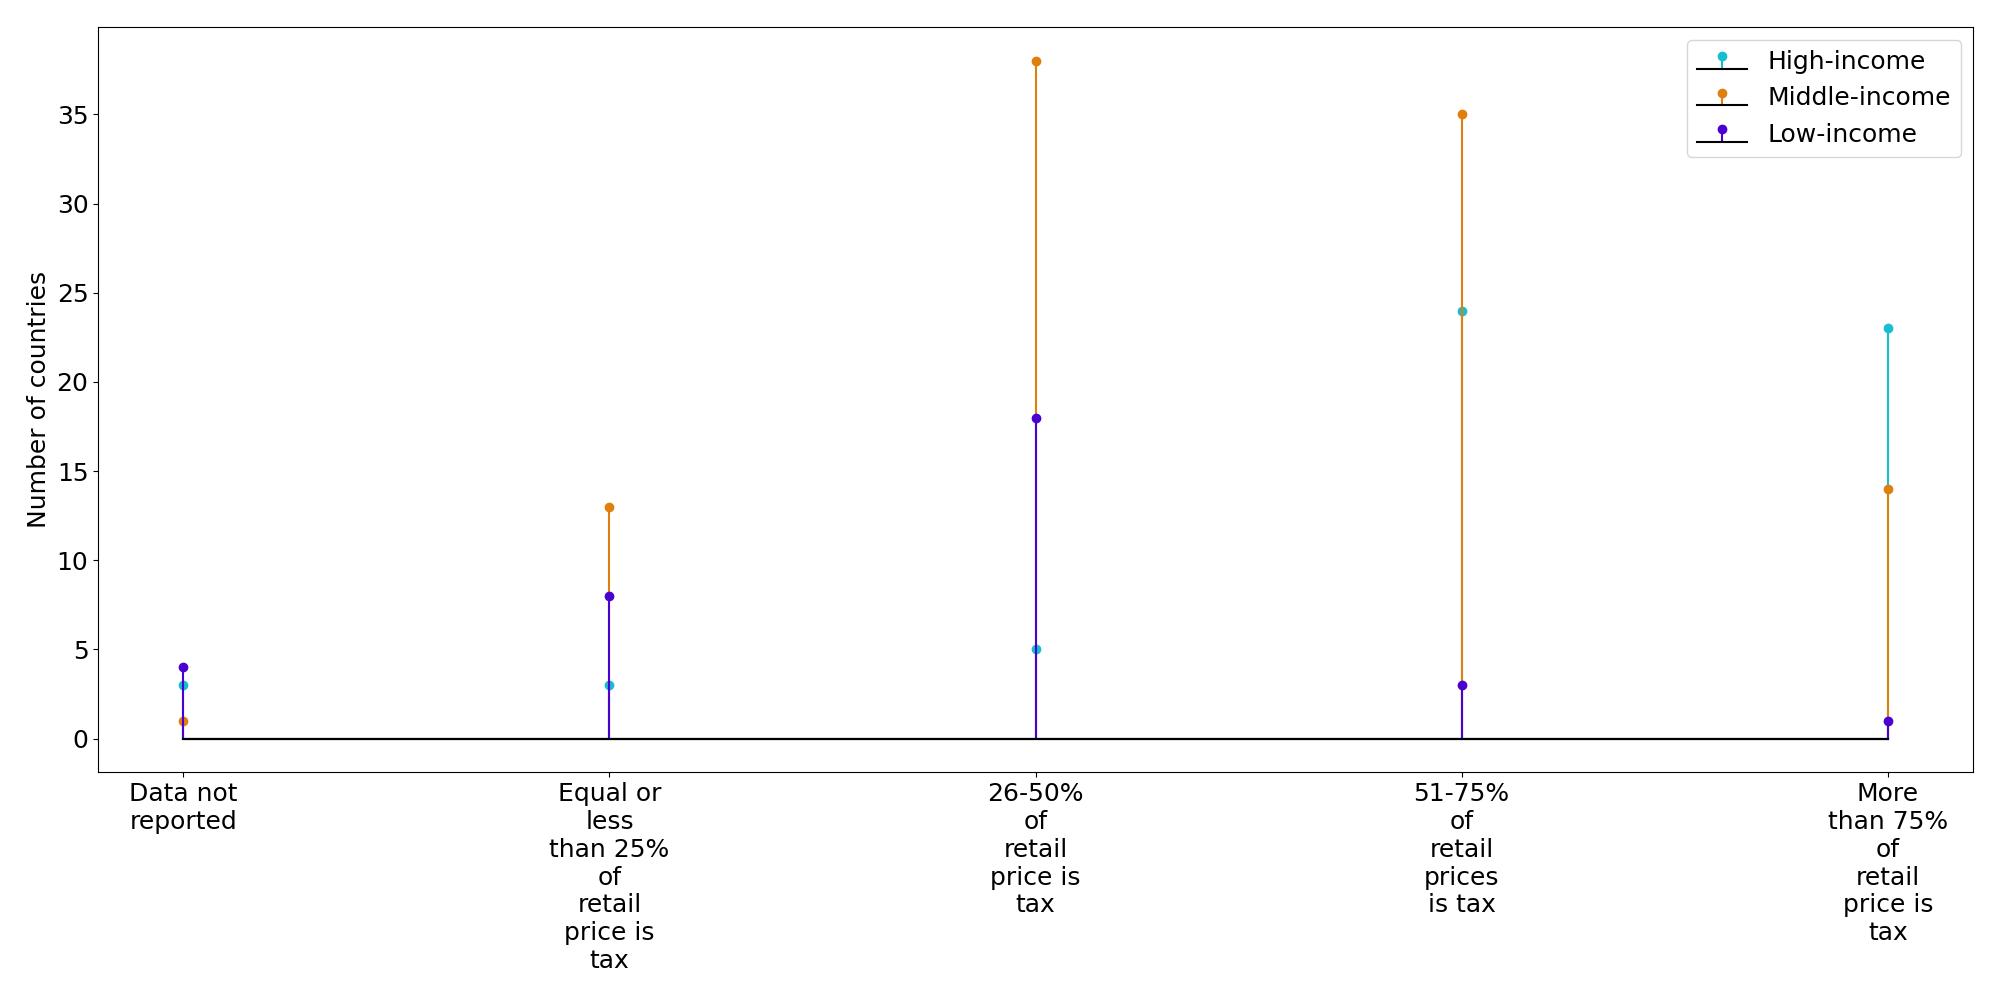 High-income
Middle-income
Low-income
Number of countries
35
30
25
20
15
10
5
0
Data not
reported
Equal or
less
than 25%
of
retail
price is
tax
26-50%
of
retail
price is
tax
51-75%
of
retail
prices
is tax
More
than 75%
of
retail
price is
tax